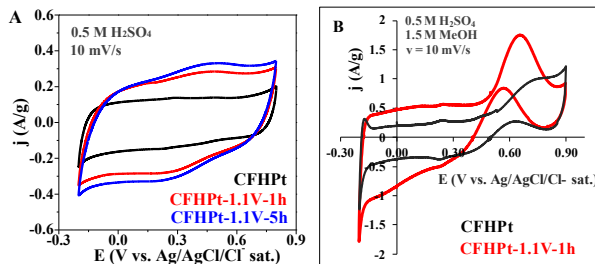 A
0.5 M H₂SO₄
10 mV/s
j (A/g)
0.6
0.4
0.2
0.0
-0.2
-0.4
-0.6
0.0
0.3
0.6
0.9
CFHPt
CFHPt-1.1V-1h
CFHPt-1.1V-5h
E (V vs. Ag/AgCl/Cl⁻ sat.)
B
0.5 M H₂SO₄
1.5 M MeOH
v = 10 mV/s
j (A/g)
2
1.5
1
0.5
0
-0.5
-1
-1.5
-2
-0.30
0.30
0.60
0.90
E (V vs. Ag/AgCl/Cl- sat.)
CFHPt
CFHPt-1.1V-1h